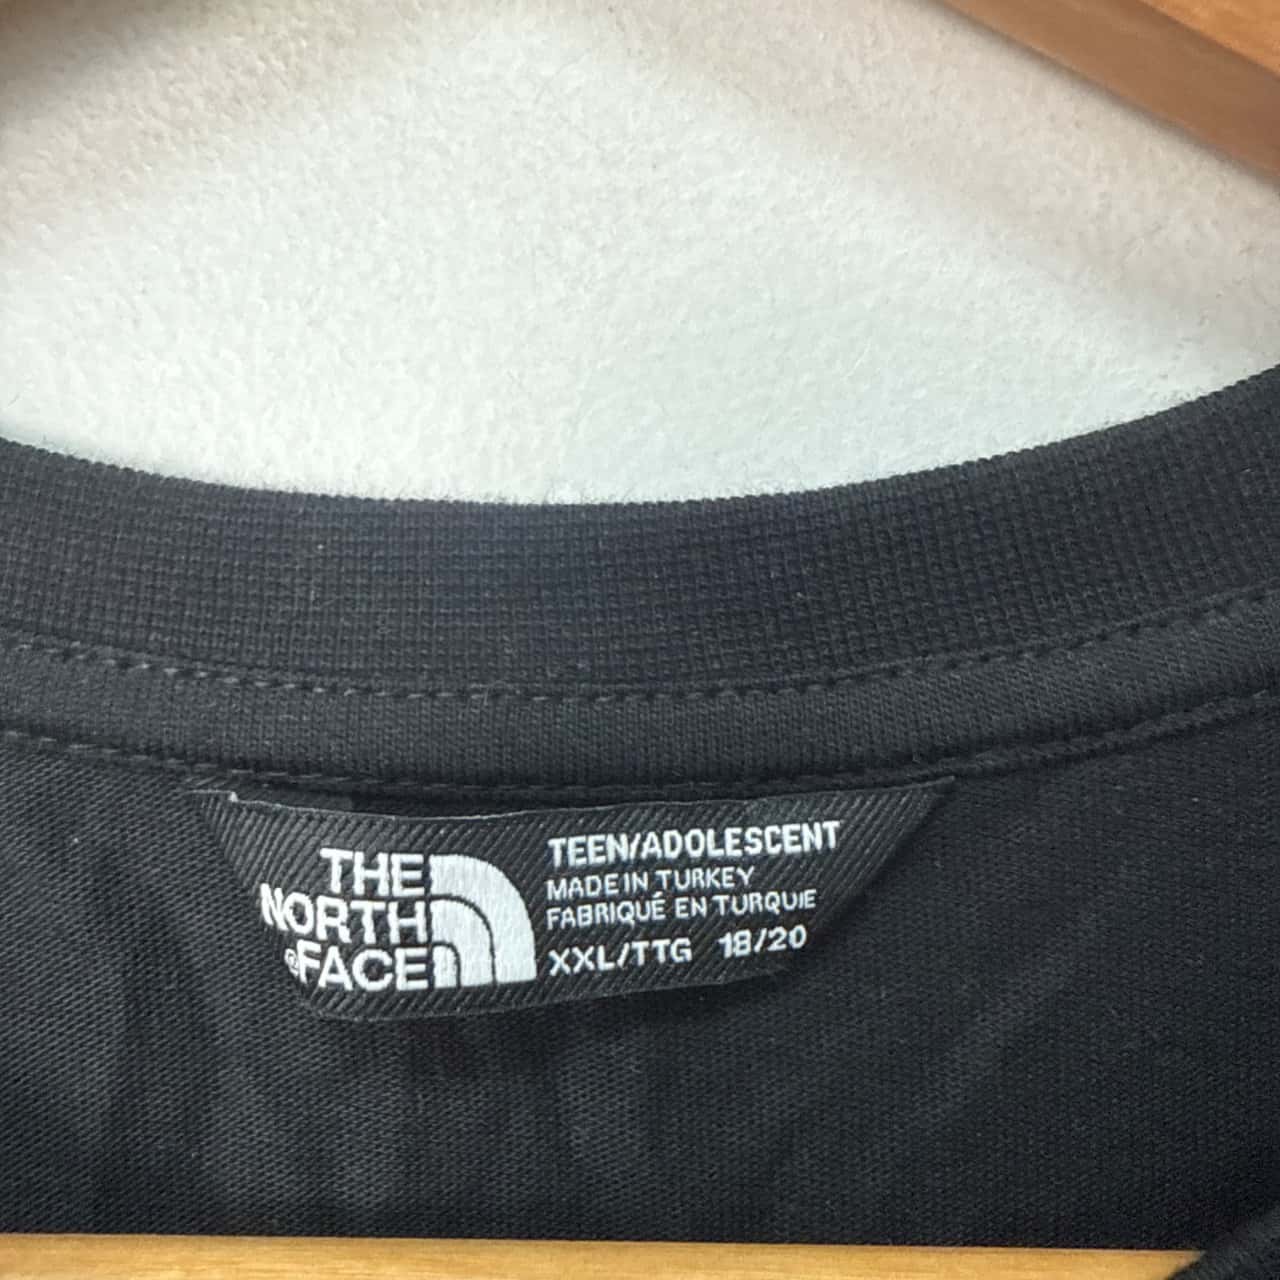 THE
NORTH
®FACE
TEEN/ADOLESCENT
MADE IN TURKEY
FABRIQUÉ EN TURQUIE
XXL/TTG 18/20